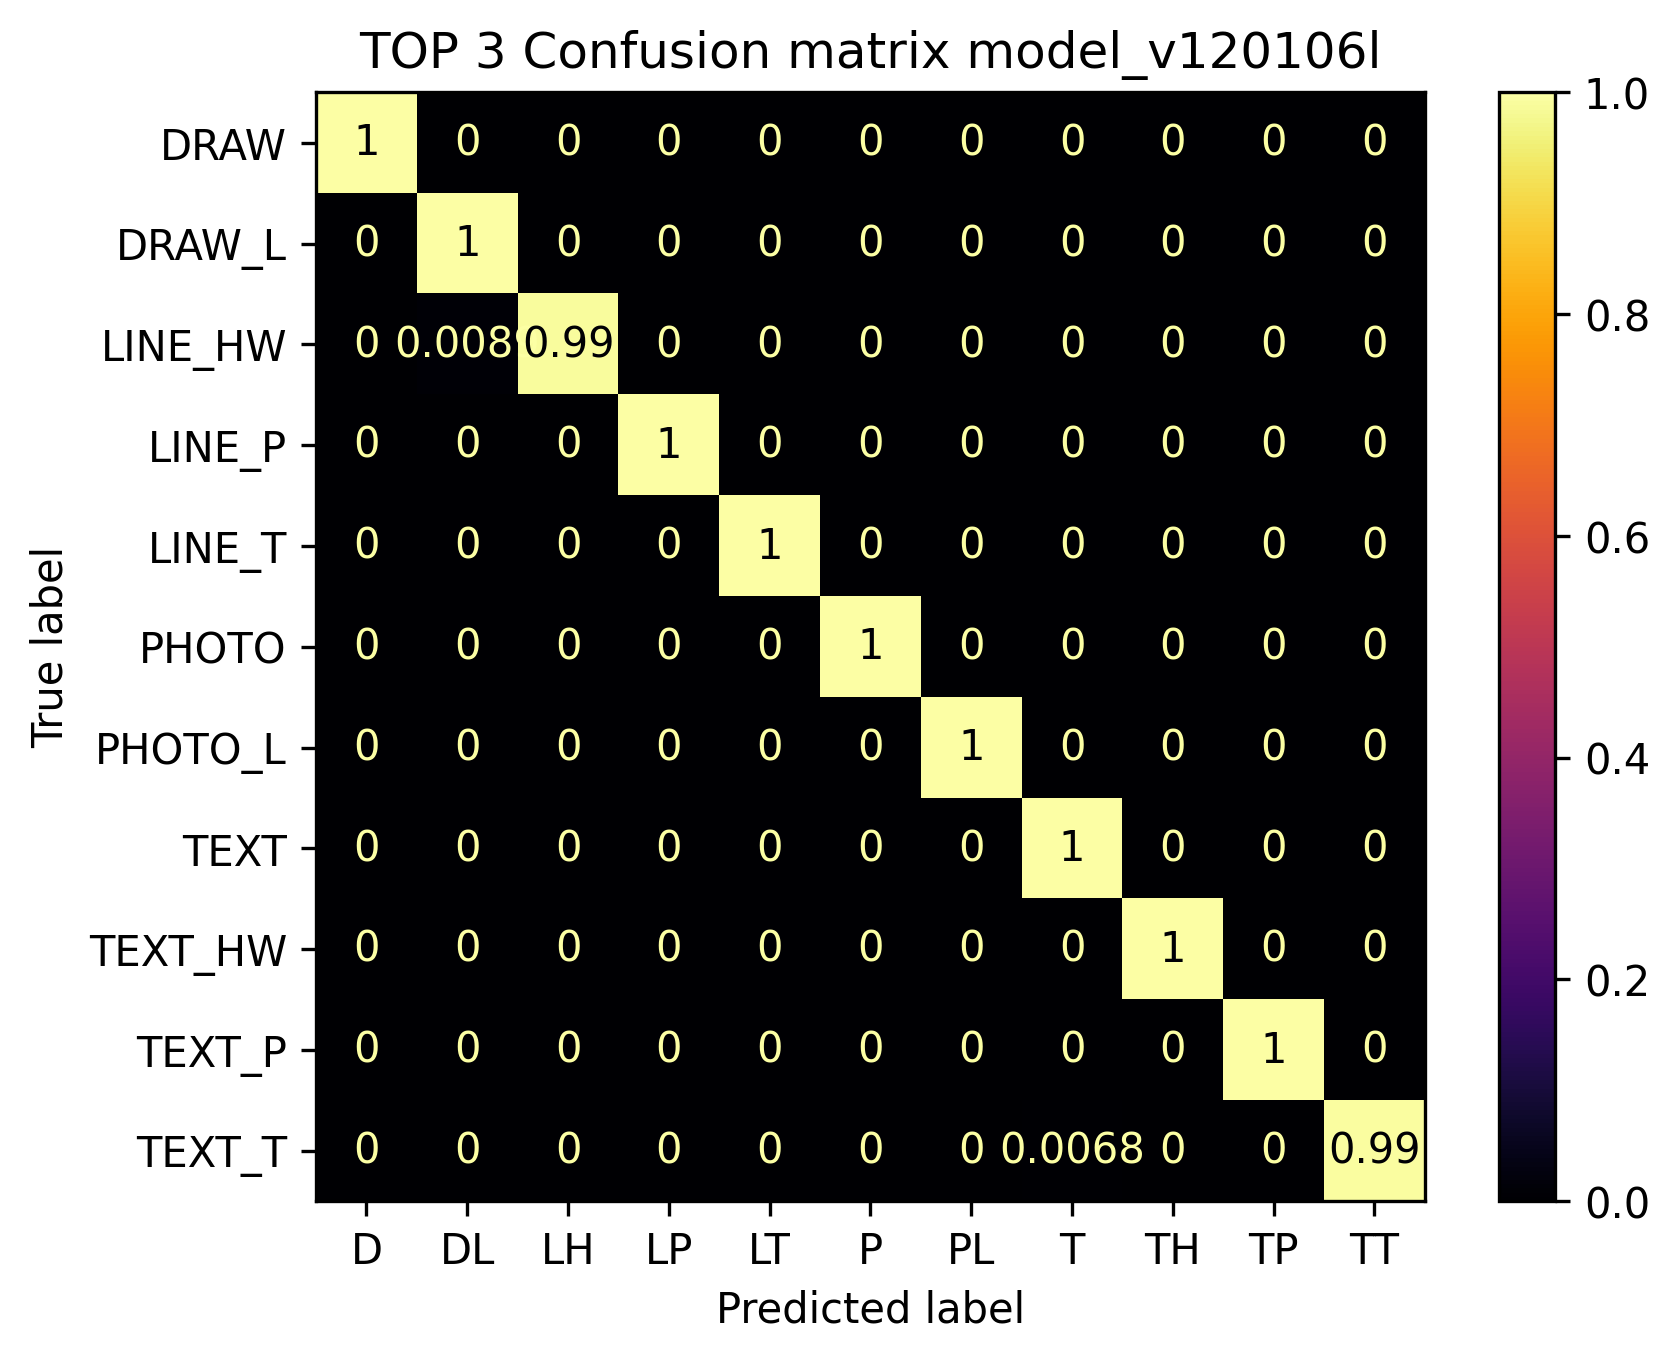 TOP 3 Confusion matrix model_v120106l
DRAW 1 0 0 0 0 0 0 0 0 0 0
DRAW_L 0 1 0 0 0 0 0 0 0 0 0
LINE_HW 0 0.008 0.99 0 0 0 0 0 0 0 0
LINE_P 0 0 0 1 0 0 0 0 0 0 0
LINE_T 0 0 0 0 1 0 0 0 0 0 0
PHOTO 0 0 0 0 0 1 0 0 0 0 0
PHOTO_L 0 0 0 0 0 0 1 0 0 0 0
TEXT 0 0 0 0 0 0 0 1 0 0 0
TEXT_HW 0 0 0 0 0 0 0 0 1 0 0
TEXT_P 0 0 0 0 0 0 0 0 0 1 0
TEXT_T 0 0 0 0 0 0 0 0.0068 0 0 0.99
D DL LH LP LT P PL T TH TP TT
Predicted label
True label
1.0
0.8
0.6
0.4
0.2
0.0